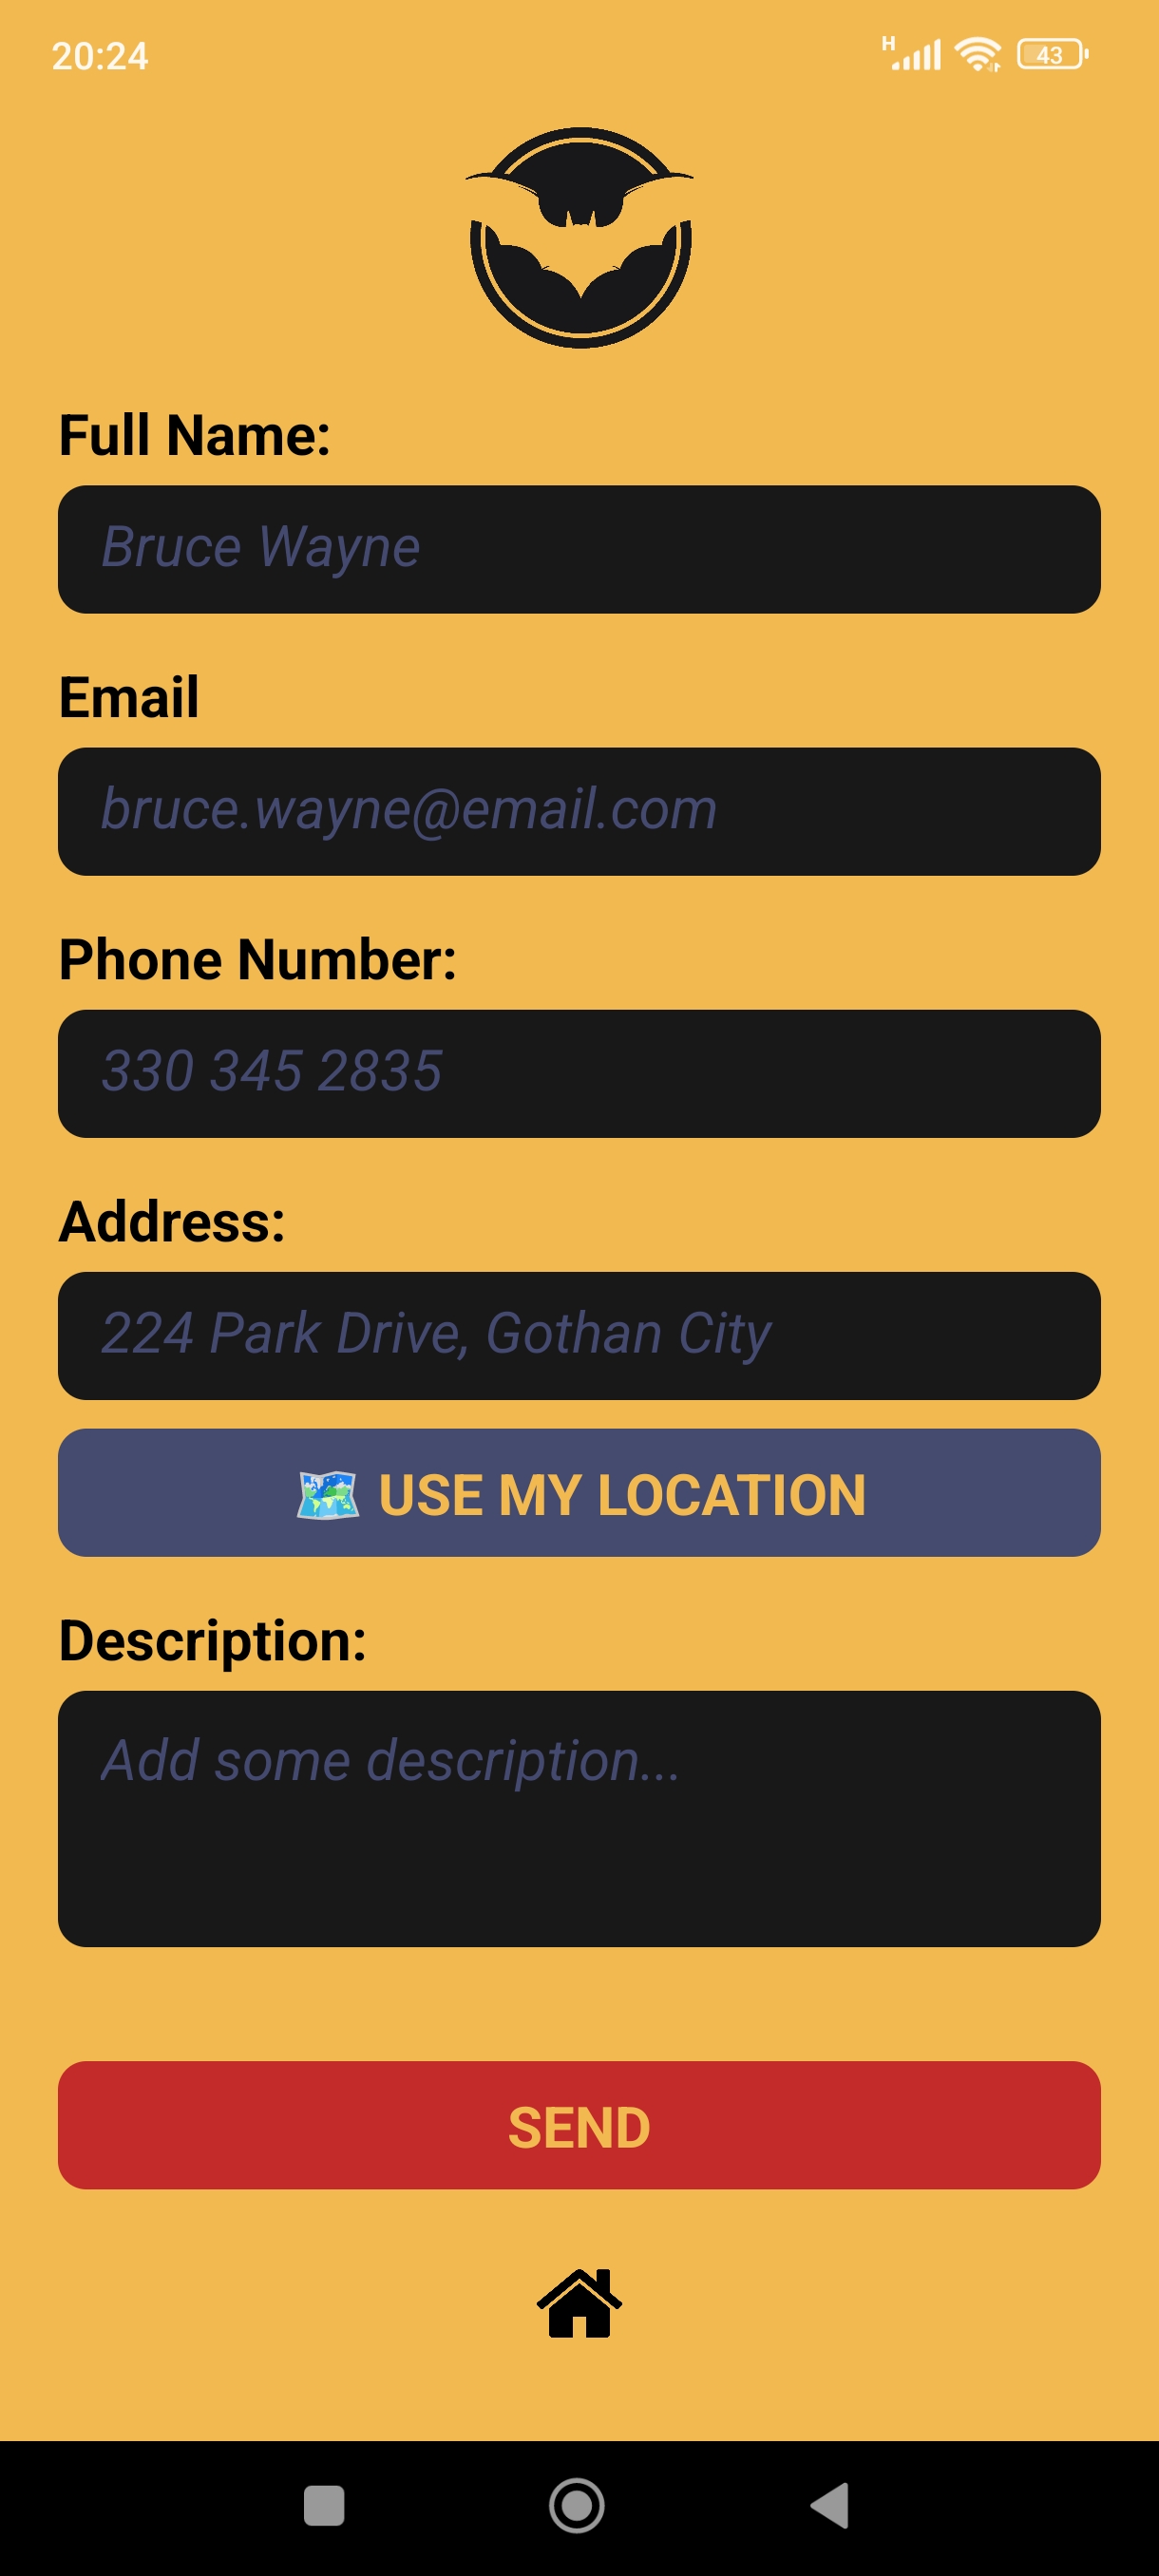 20:24 H 43
Full Name:
Bruce Wayne
Email
bruce.wayne@email.com
Phone Number:
330 345 2835
Address:
224 Park Drive, Gothan City
USE MY LOCATION
Description:
Add some description...
SEND